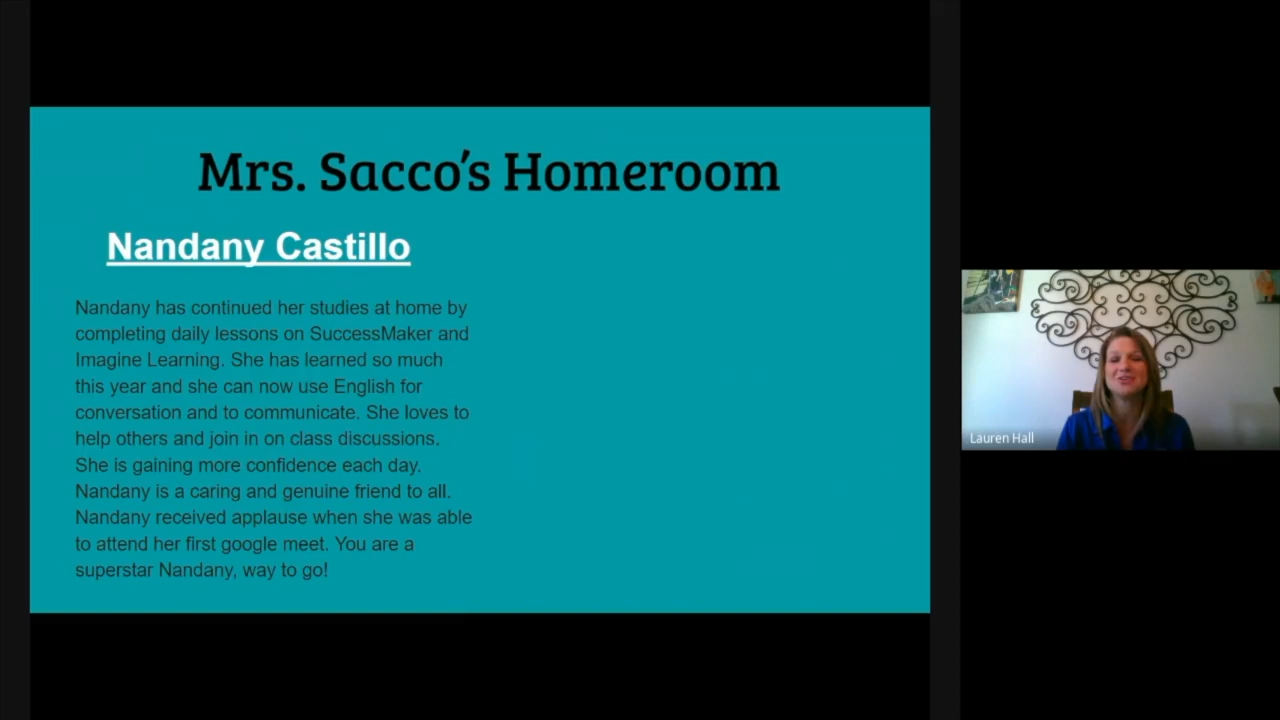 Mrs. Sacco's Homeroom
Nandany Castillo
Nandany has continued her studies at home by
completing daily lessons on SuccessMaker and
Imagine Learning. She has learned so much
this year and she can now use English for
conversation and to communicate. She loves to
help others and join in on class discussions.
She is gaining more confidence each day.
Nandany is a caring and genuine friend to all.
Nandany received applause when she was able
to attend her first google meet. You are a
superstar Nandany, way to go!
Lauren Hall